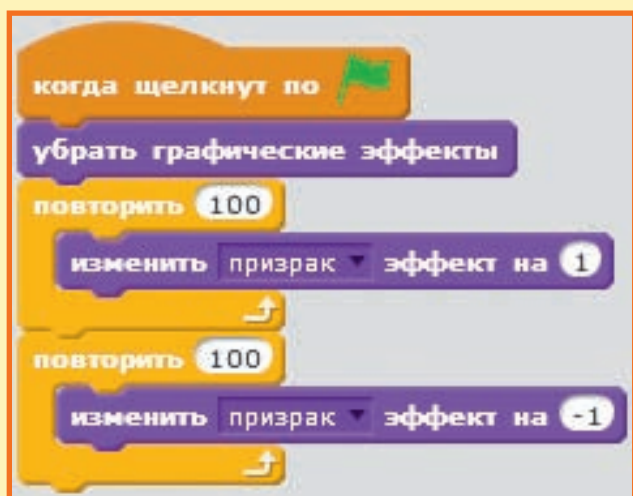 когда щелкнут по
убрать графические эффекты
повторить 100
изменить призрак эффект на 1
повторить 100
изменить призрак эффект на -1